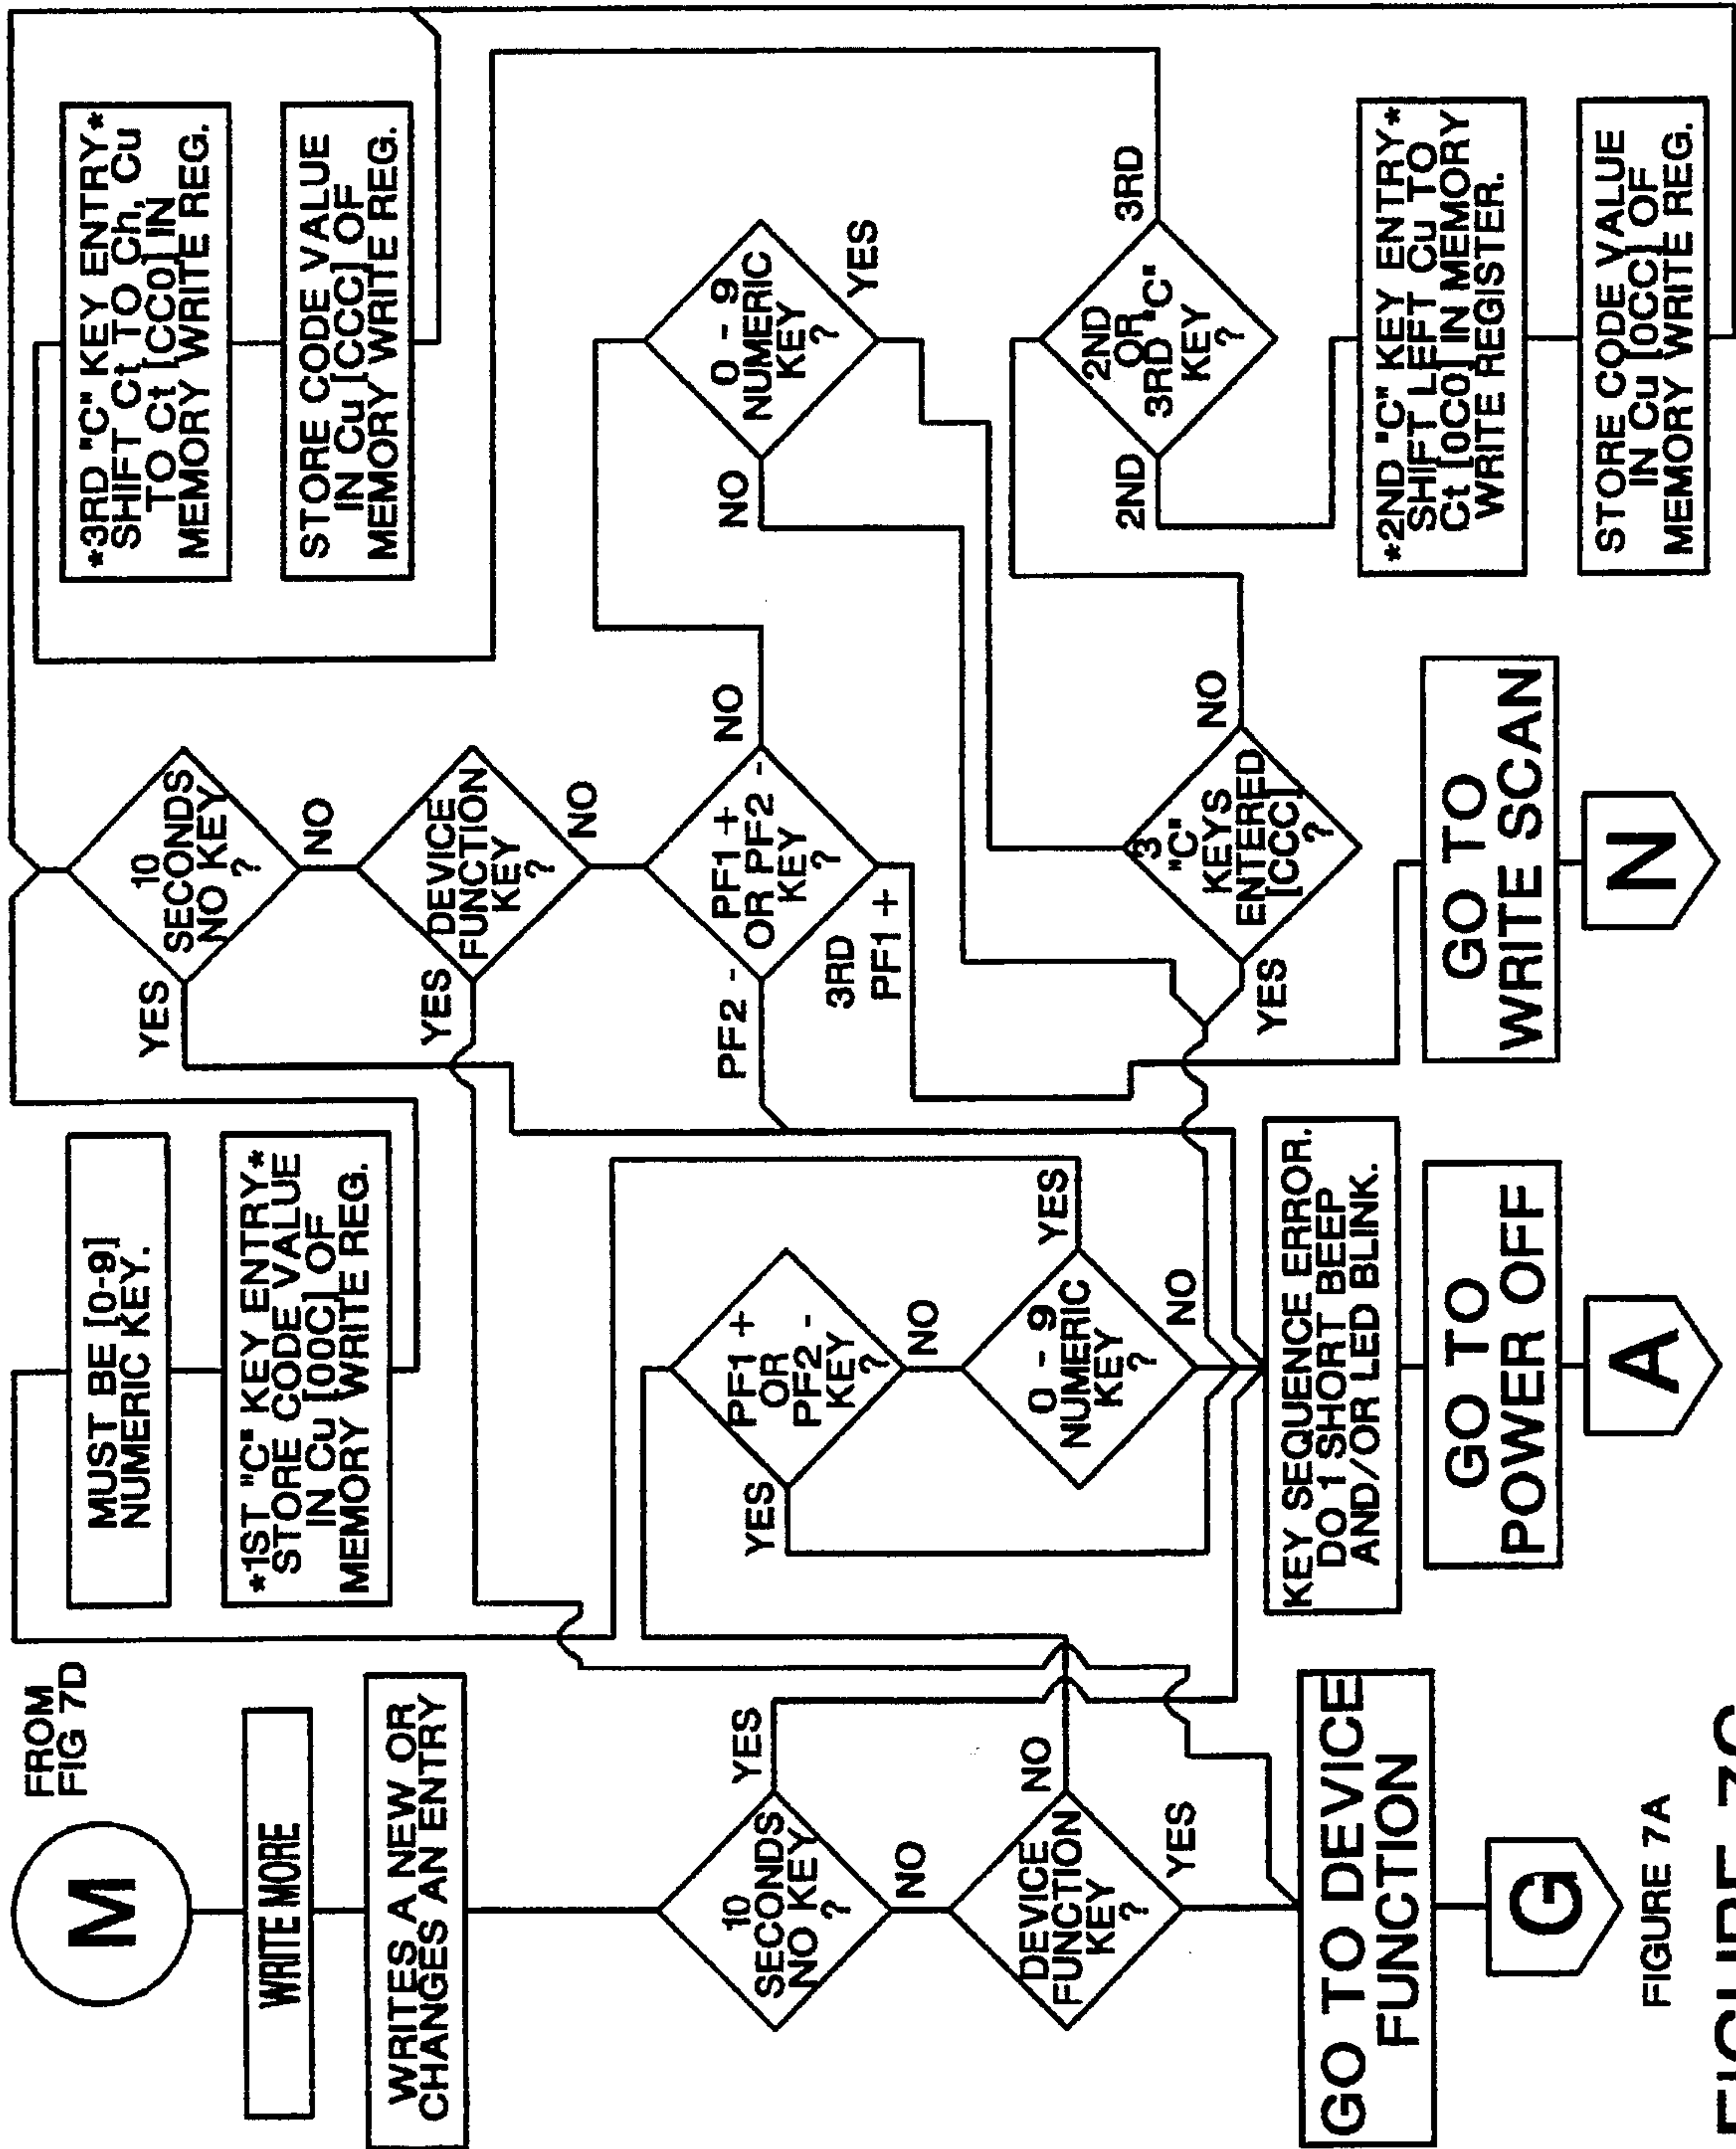 FROM
FIG 7D
M
WRITE MORE
WRITES A NEW OR
CHANGES AN ENTRY
10
SECONDS
NO KEY
?
YES
NO
DEVICE
FUNCTION
KEY
?
NO
YES
GO TO DEVICE
FUNCTION
G
FIGURE 7A
MUST BE [0-9]
NUMERIC KEY.
*1ST "C" KEY ENTRY*
STORE CODE VALUE
IN Cu [00C] OF
MEMORY WRITE REG.
PF1 +
OR
PF2 -
KEY
?
YES
NO
0 - 9
NUMERIC
KEY
?
YES
NO
KEY SEQUENCE ERROR.
DO 1 SHORT BEEP
AND/OR LED BLINK.
GO TO
POWER OFF
A
10
SECONDS
NO KEY
?
YES
NO
DEVICE
FUNCTION
KEY
?
YES
NO
PF1 +
OR PF2 -
KEY
?
PF2 -
NO
3RD
PF1 +
3
"C"
KEYS
ENTERED
[CCC]
?
YES
NO
GO TO
WRITE SCAN
N
*3RD "C" KEY ENTRY*
SHIFT Ct TO Ch, Cu
TO Ct [CC0] IN
MEMORY WRITE REG.
STORE CODE VALUE
IN Cu [CCC] OF
MEMORY WRITE REG.
0 - 9
NUMERIC
KEY
?
NO
YES
2ND
OR
3RD "C"
KEY
?
2ND
3RD
*2ND "C" KEY ENTRY*
SHIFT LEFT Cu TO
Ct [0C0] IN MEMORY
WRITE REGISTER.
STORE CODE VALUE
IN Cu [0CC] OF
MEMORY WRITE REG.